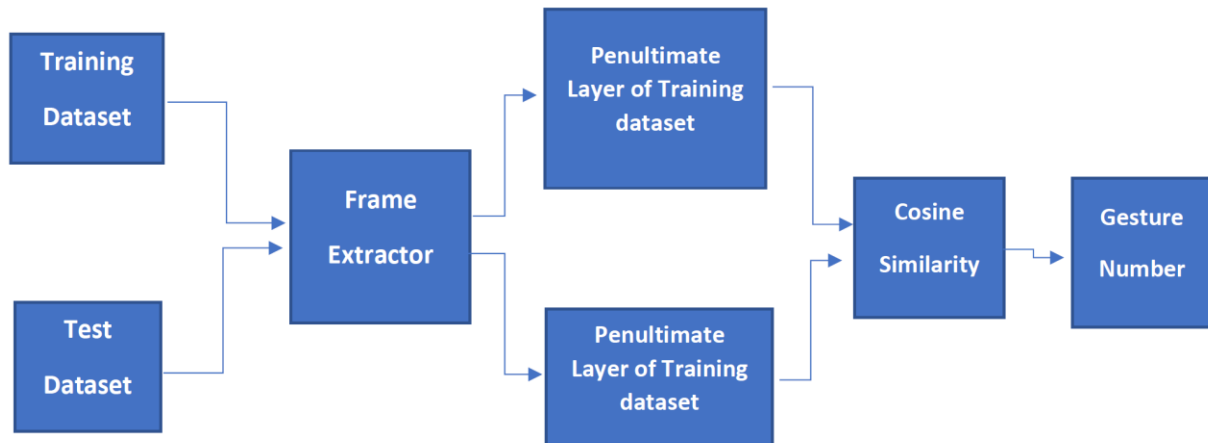 Training
Dataset
Test
Dataset
Frame
Extractor
Penultimate
Layer of Training
dataset
Penultimate
Layer of Training
dataset
Cosine
Similarity
Gesture
Number